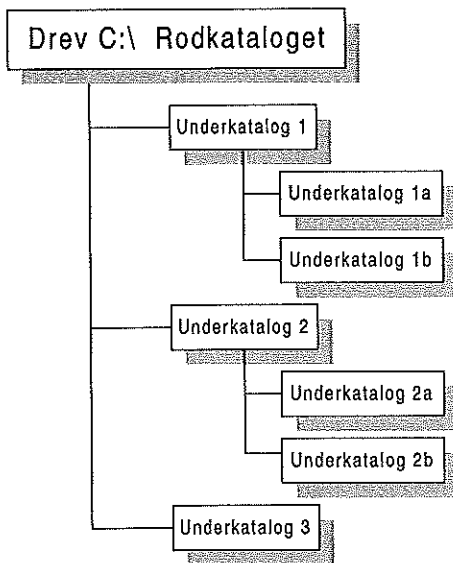 Drev C:\ Rodkataloget
Underkatalog 1
Underkatalog 1a
Underkatalog 1b
Underkatalog 2
Underkatalog 2a
Underkatalog 2b
Underkatalog 3